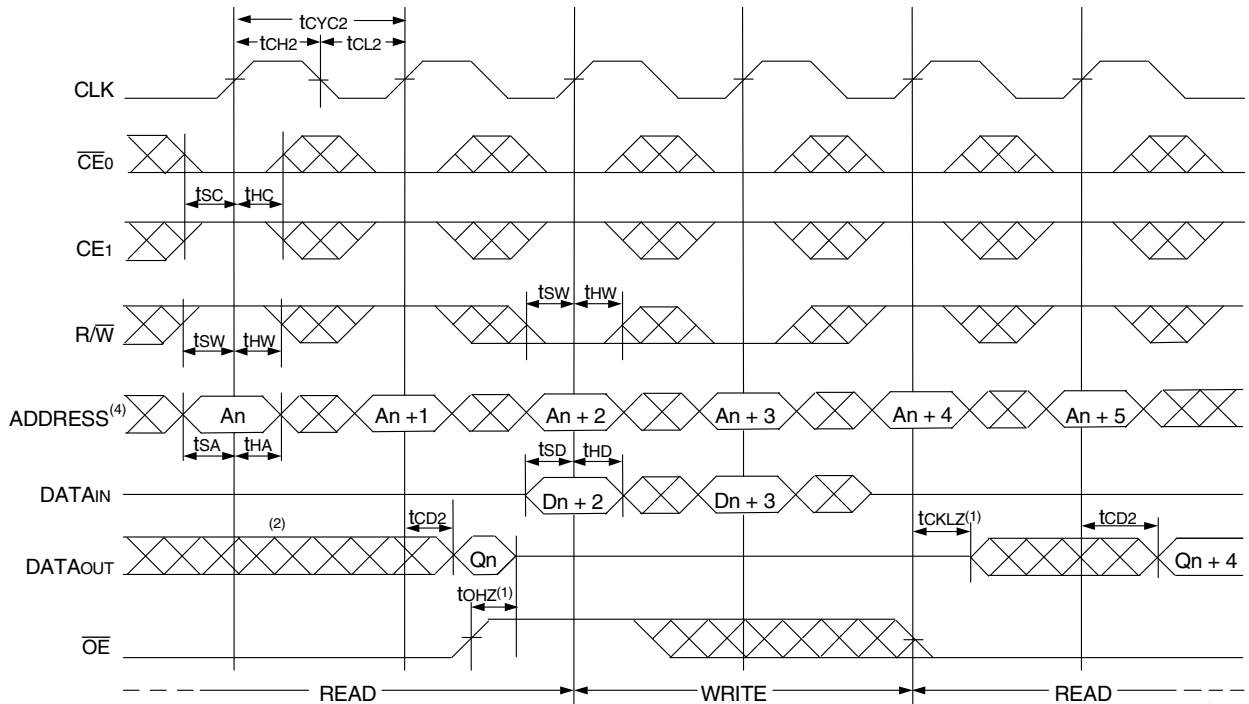 tCYC2
tCH2 tCL2
CLK
CE0
tSC tHC
CE1
tSW tHW
R/W
tSW tHW
ADDRESS(4) An An +1 An + 2 An + 3 An + 4 An + 5
tSA tHA
tSD tHD
DATAIN Dn + 2 Dn + 3
(2) tCD2 tCKLZ(1) tCD2
DATAOUT Qn Qn + 4
tOHZ(1)
OE
READ WRITE READ